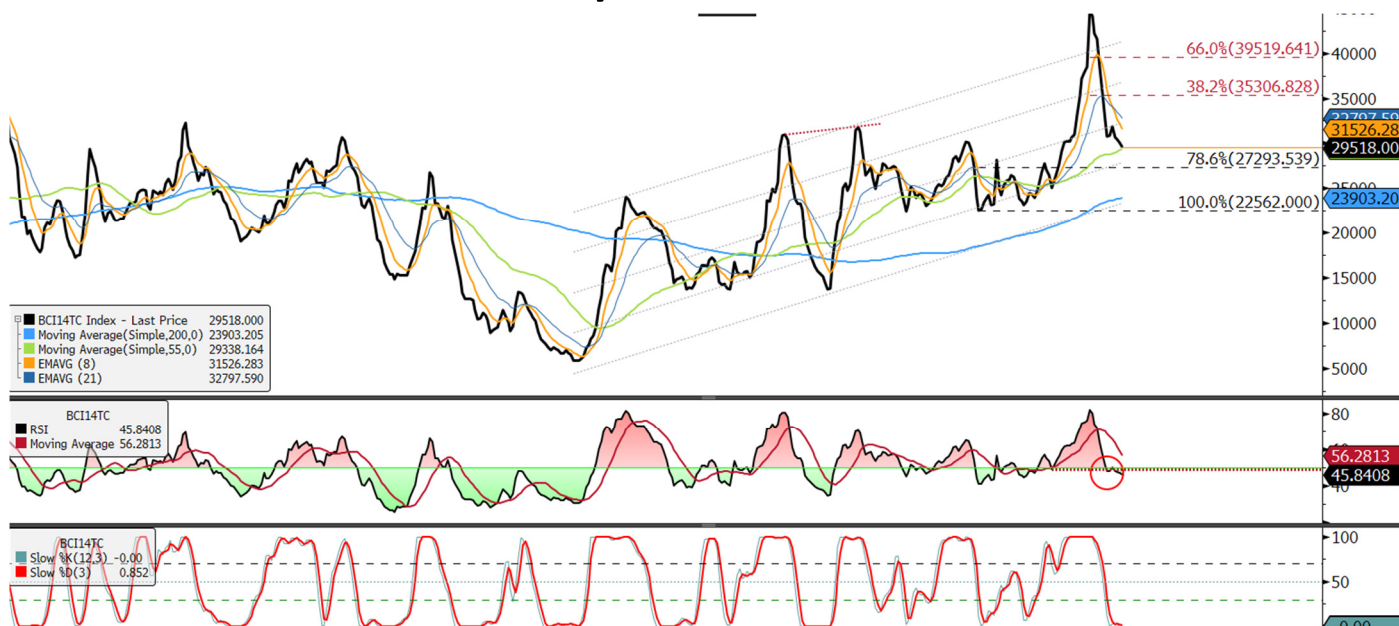 66.0%(39519.641)
40000
38.2%(35306.828)
35000
32797.59
31526.28
29518.00
78.6%(27293.539)
23903.20
100.0%(22562.000)
20000
15000
10000
5000
BCI14TC Index - Last Price 29518.000
Moving Average(Simple,200,0) 23903.205
Moving Average(Simple,55,0) 29338.164
EMAVG (8) 31526.283
EMAVG (21) 32797.590
BCI14TC
RSI 45.8408
Moving Average 56.2813
80
56.2813
45.8408
40
BCI14TC
Slow %K(12,3) -0.00
Slow %D(3) 0.852
100
50